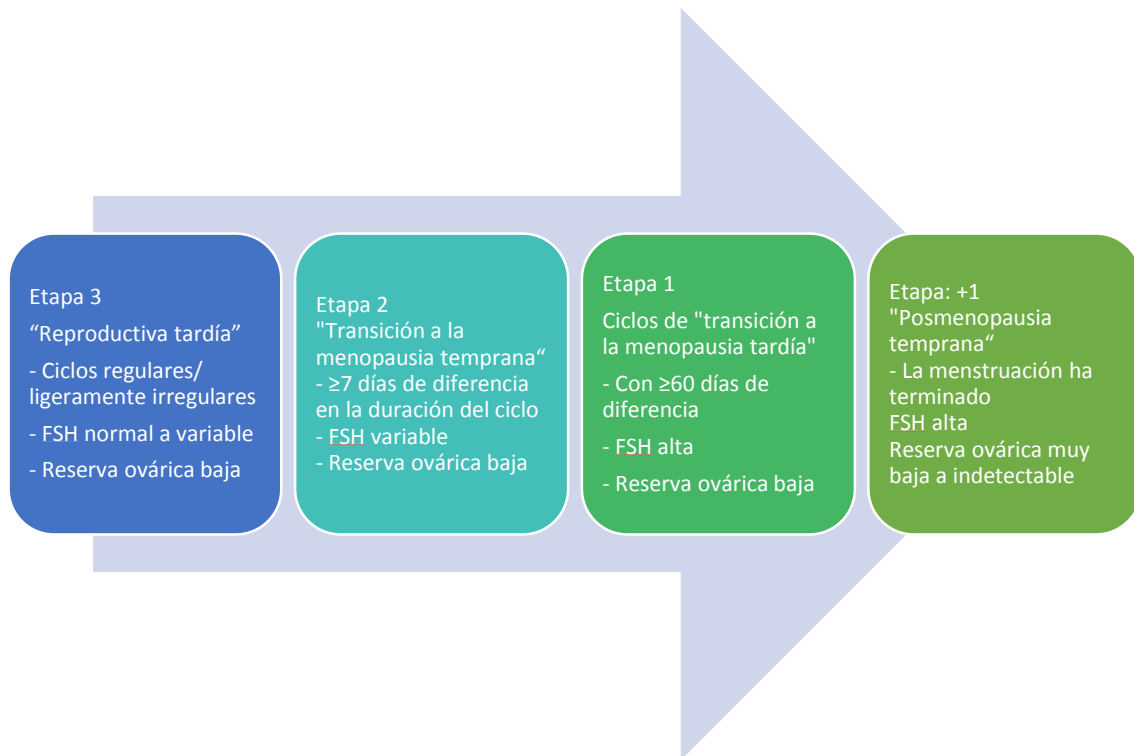 Etapa 3
“Reproductiva tardía”
- Ciclos regulares/
ligeramente irregulares
- FSH normal a variable
- Reserva ovárica baja
Etapa 2
"Transición a la
menopausia temprana“
- ≥7 días de diferencia
en la duración del ciclo
- FSH variable
- Reserva ovárica baja
Etapa 1
Ciclos de "transición a
la menopausia tardía"
- Con ≥60 días de
diferencia
- FSH alta
- Reserva ovárica baja
Etapa: +1
"Posmenopausia
temprana“
- La menstruación ha
terminado
FSH alta
Reserva ovárica muy
baja a indetectable